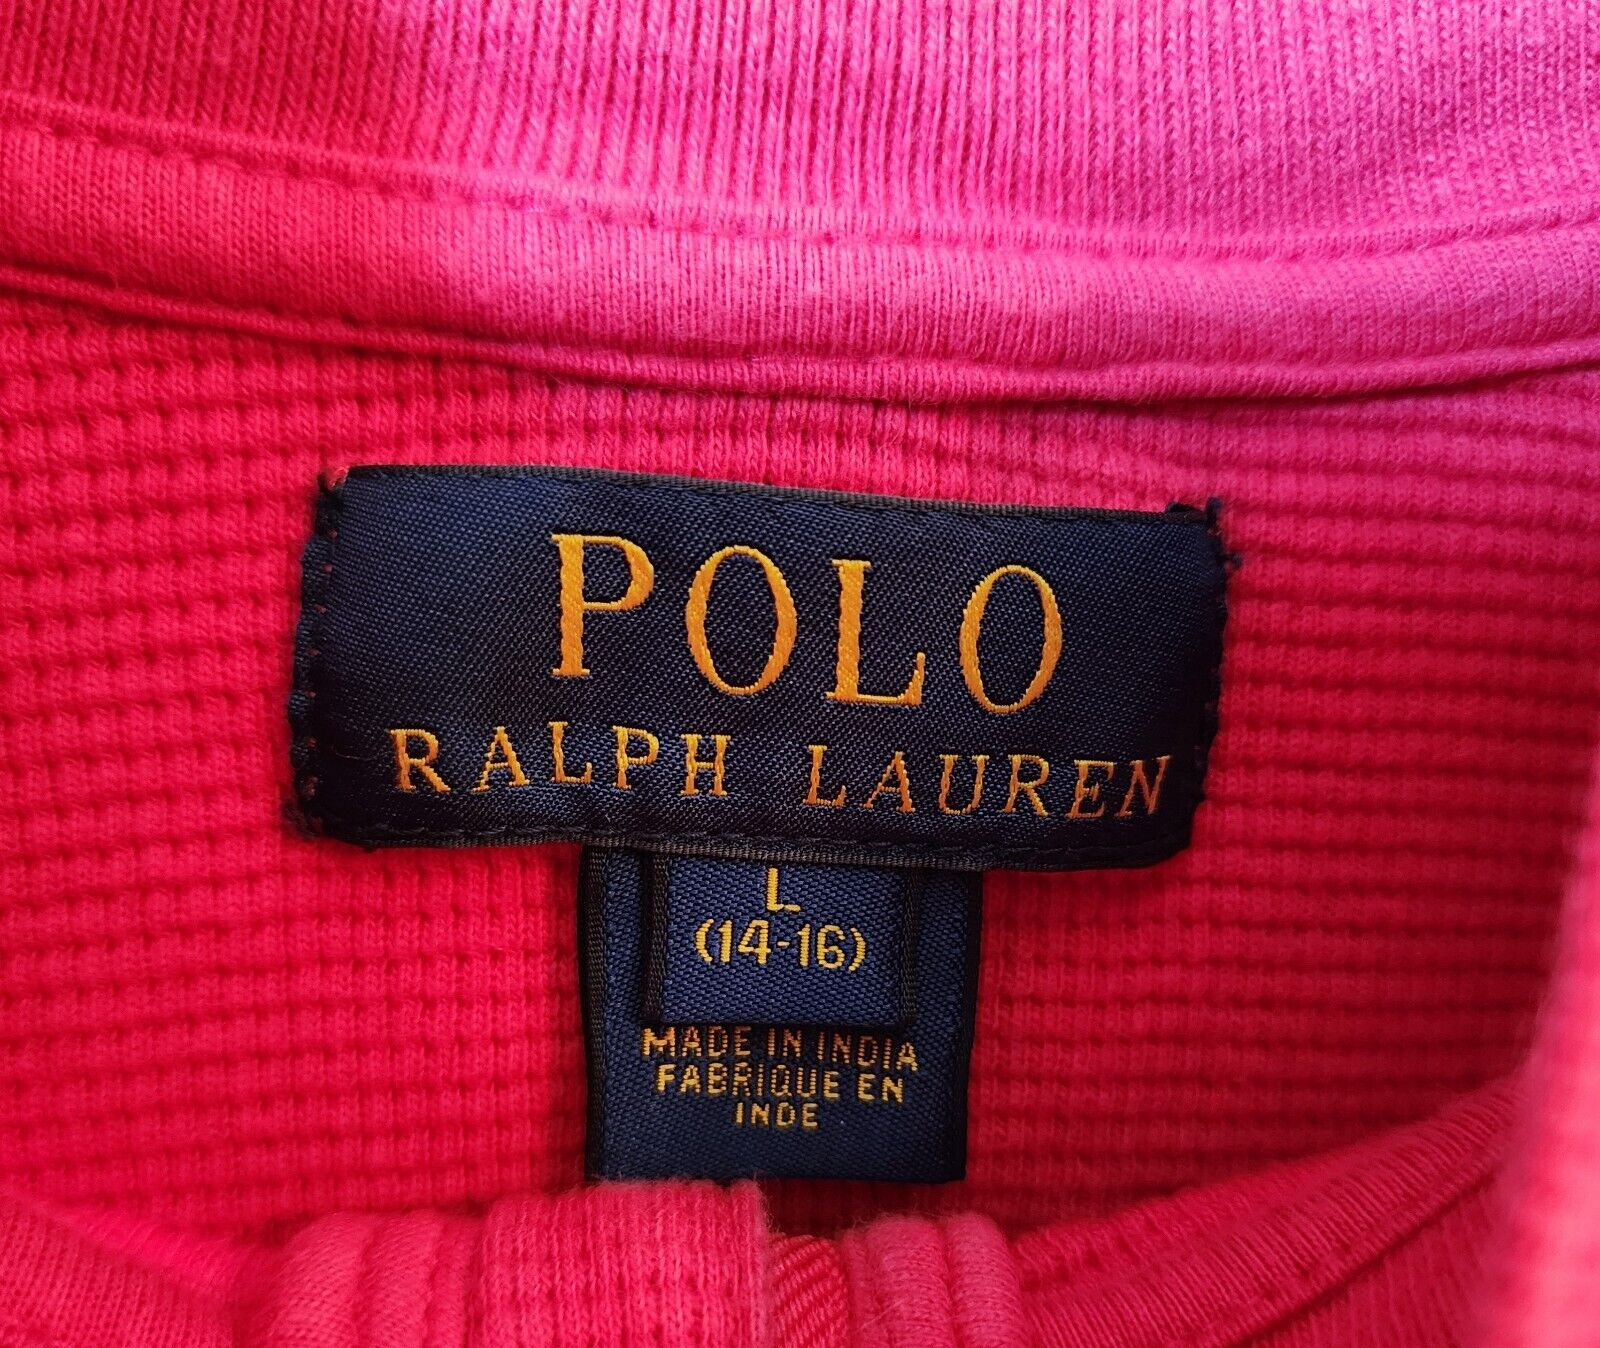 POLO
RALPH LAUREN
L
(14-16)
MADE IN INDIA
FABRIQUE EN
INDE